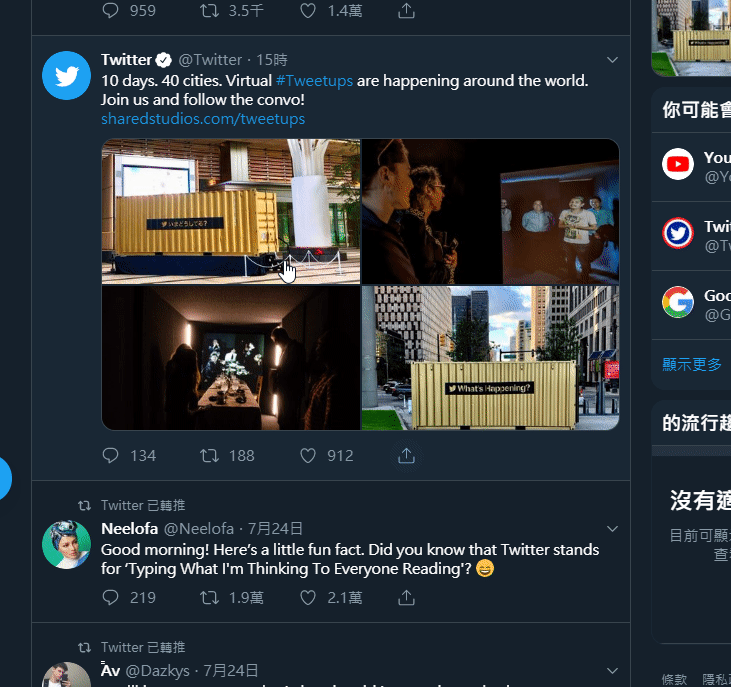 959 3.5千 1.4萬
Twitter @Twitter · 15時
10 days. 40 cities. Virtual #Tweetups are happening around the world.
Join us and follow the convo!
sharedstudios.com/tweetups
いまどうしてる?
What's Happening?
134 188 912
Twitter 已轉推
Neelofa @Neelofa · 7月24日
Good morning! Here's a little fun fact. Did you know that Twitter stands
for 'Typing What I'm Thinking To Everyone Reading'? 😄
219 1.9萬 2.1萬
Twitter 已轉推
Av @Dazkys · 7月24日
What's Happening?
你可能會
You
@Yo
Twi
@Tw
Goo
@G
顯示更多
的流行趨
沒有適
目前可顯
查
條款 隱私